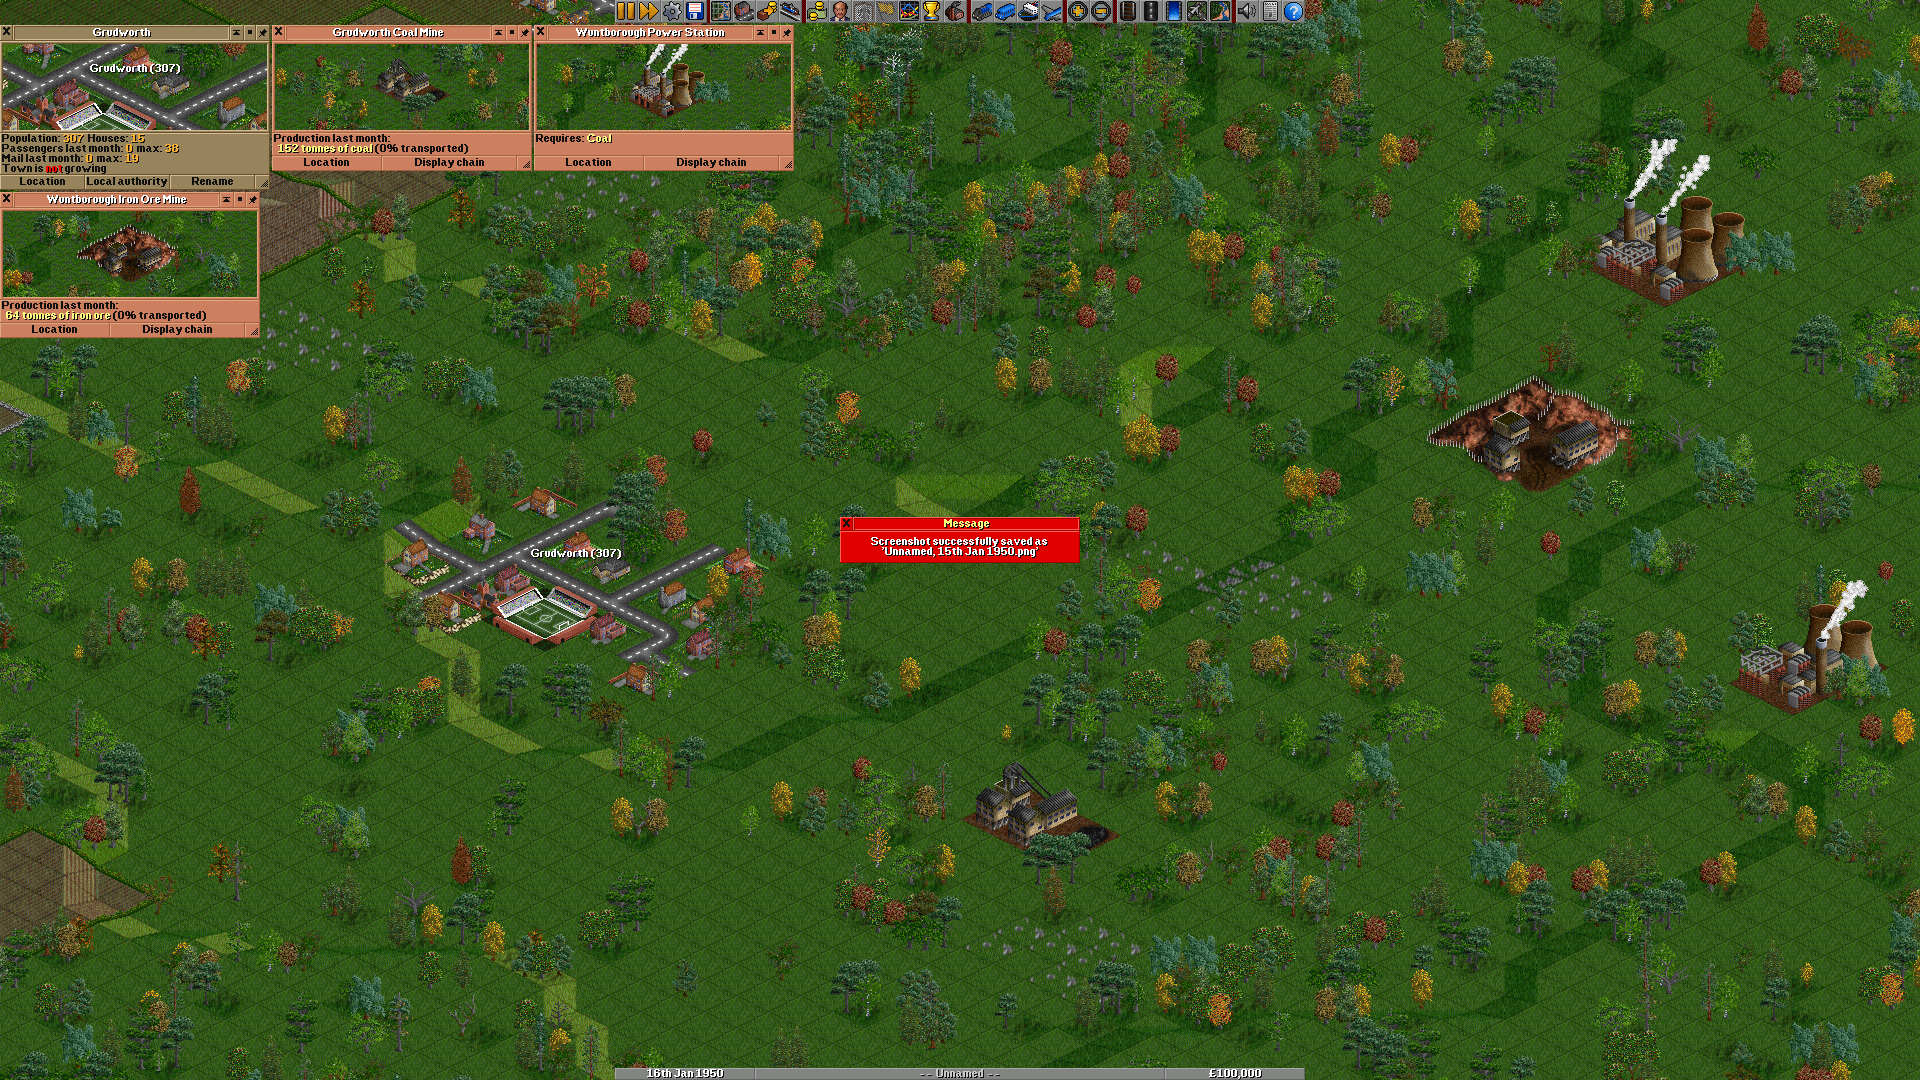 Grudworth
Grudworth (307)
Population: 307 Houses: 15
Passengers last month: 0 max: 38
Mail last month: 0 max: 19
Town is not growing
Location
Local authority
Rename
Grudworth Coal Mine
Production last month:
152 tonnes of coal (0% transported)
Location
Display chain
Wuntborough Power Station
Requires: Coal
Location
Display chain
Wuntborough Iron Ore Mine
Production last month:
64 tonnes of iron ore (0% transported)
Location
Display chain
Message
Screenshot successfully saved as
'Unnamed, 15th Jan 1950.png'
Grudworth (307)
16th Jan 1950
-- Unnamed --
£100,000